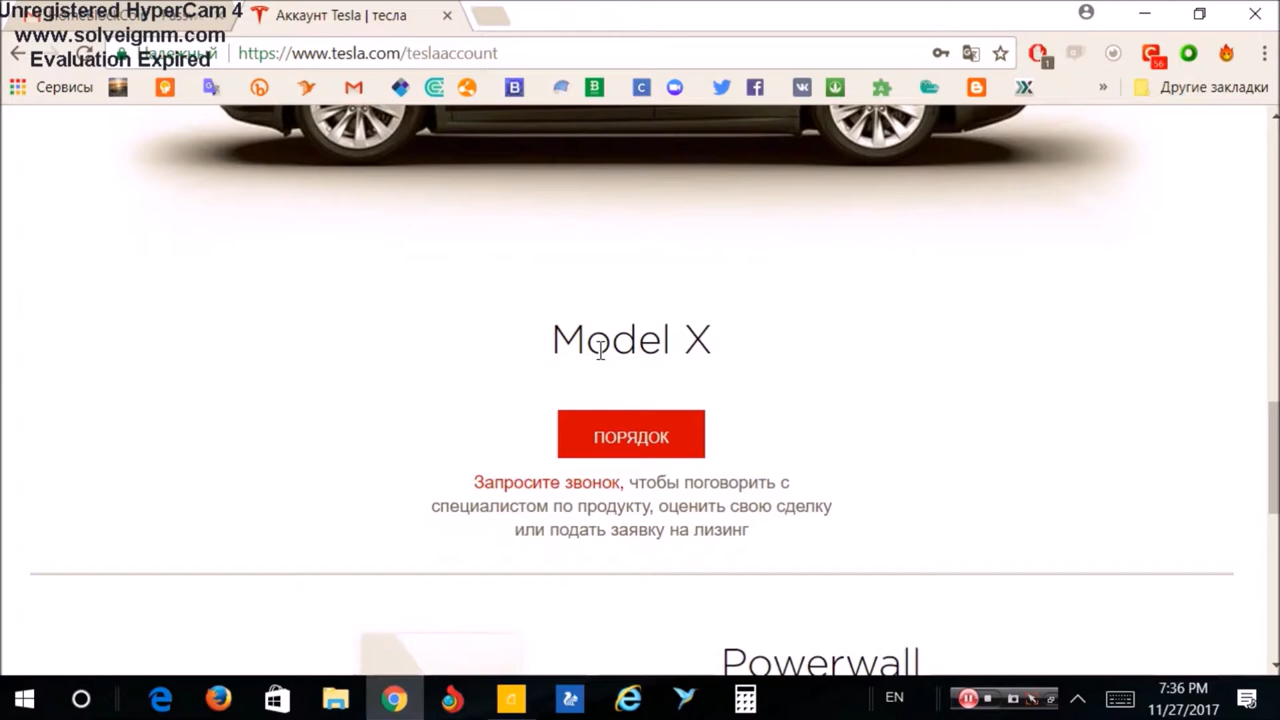 Unregistered HyperCam 4
www.solveigmm.com
Evaluation Expired
Аккаунт Tesla | тесла
https://www.tesla.com/teslaaccount
1
56
Сервисы
Другие закладки
Model X
ПОРЯДОК
Запросите звонок, чтобы поговорить с
специалистом по продукту, оценить свою сделку
или подать заявку на лизинг
Powerwall
EN
7:36 PM
11/27/2017